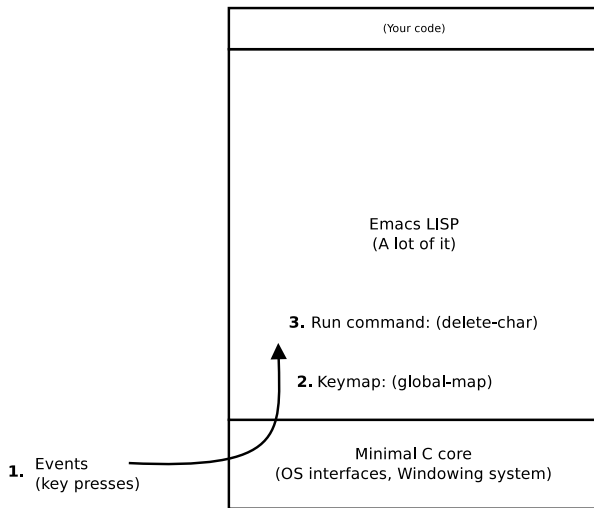 (Your code)
Emacs LISP
(A lot of it)
3. Run command: (delete-char)
2. Keymap: (global-map)
Minimal C core
(OS interfaces, Windowing system)
1. Events
(key presses)